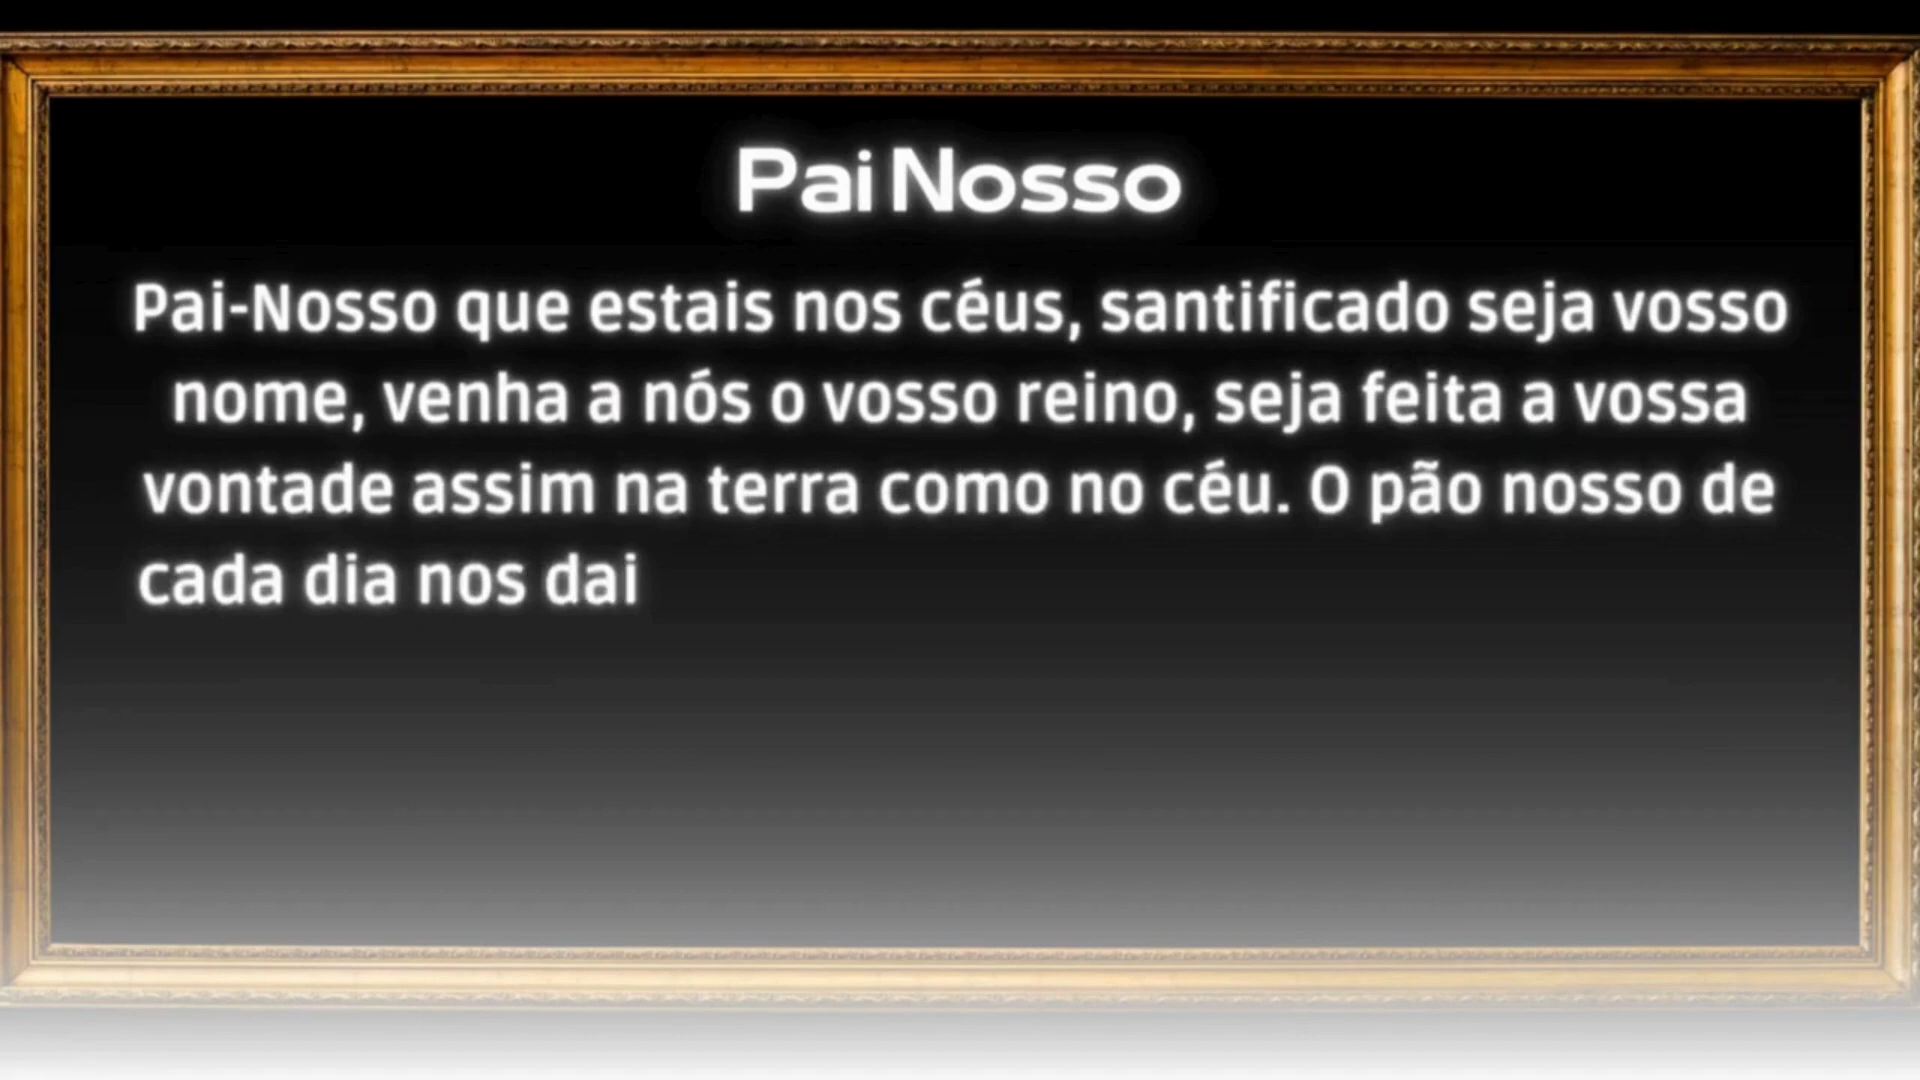 Pai Nosso
Pai-Nosso que estais nos céus, santificado seja vosso
nome, venha a nós o vosso reino, seja feita a vossa
vontade assim na terra como no céu. O pão nosso de
cada dia nos dai